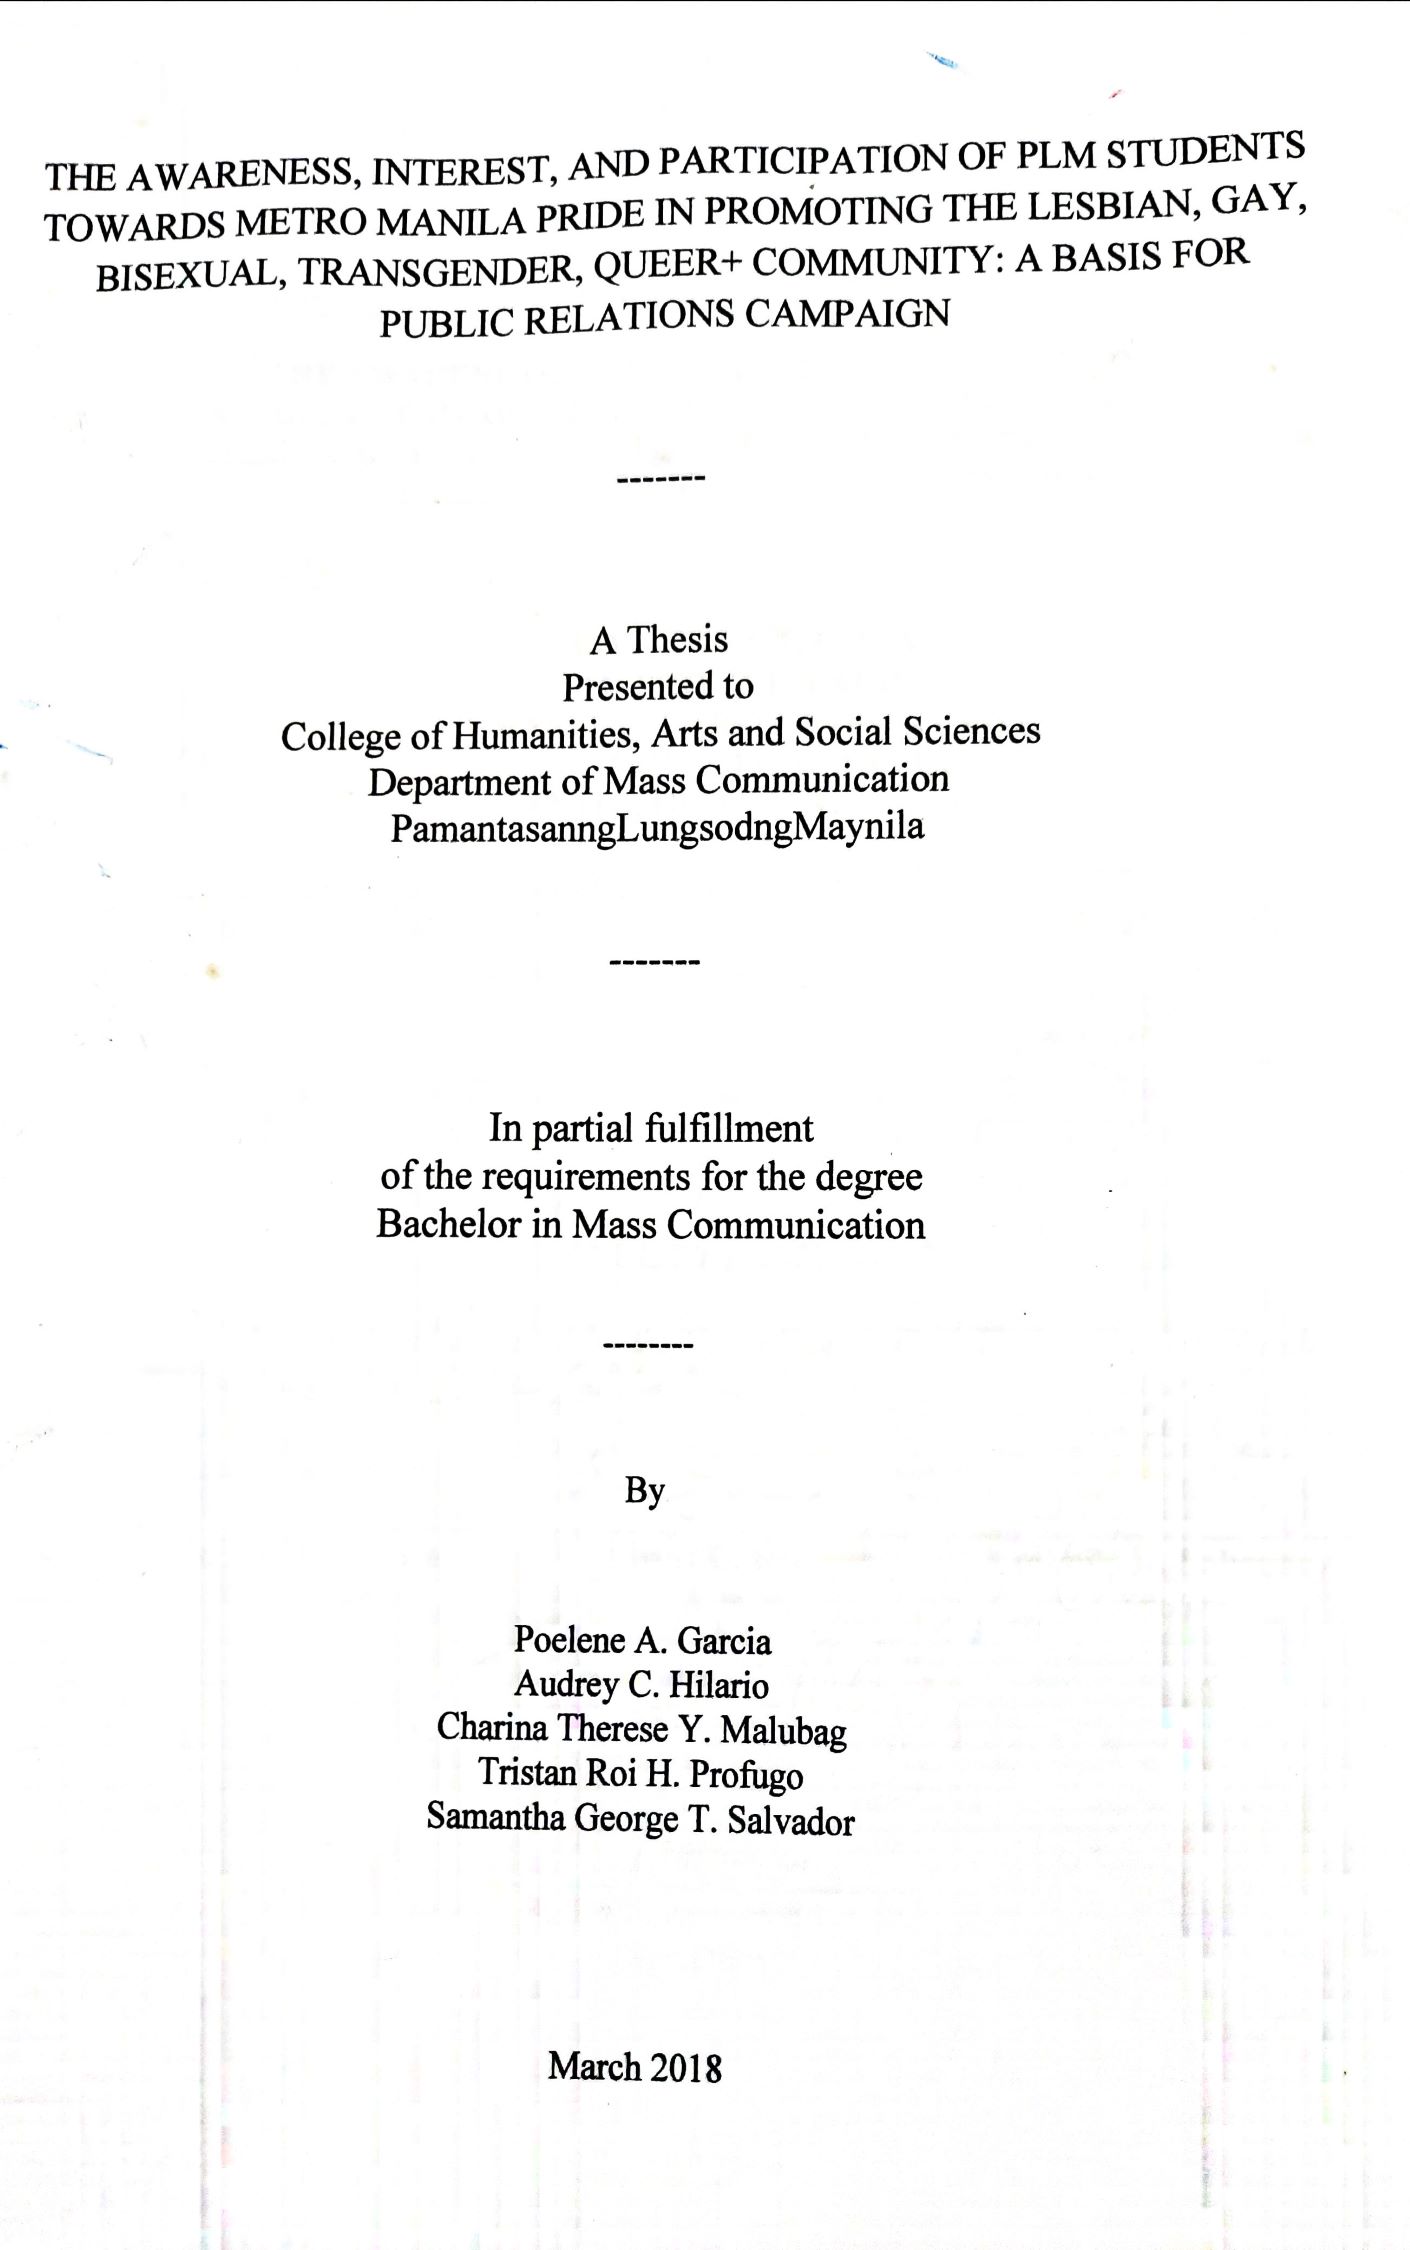 THE AWARENESS, INTEREST, AND PARTICIPATION OF PLM STUDENTS
TOWARDS METRO MANILA PRIDE IN PROMOTING THE LESBIAN, GAY,
BISEXUAL, TRANSGENDER, QUEER+ COMMUNITY: A BASIS FOR
PUBLIC RELATIONS CAMPAIGN
-------
A Thesis
Presented to
College of Humanities, Arts and Social Sciences
Department of Mass Communication
PamantasanngLungsodngMaynila
-------
In partial fulfillment
of the requirements for the degree
Bachelor in Mass Communication
--------
By
Poelene A. Garcia
Audrey C. Hilario
Charina Therese Y. Malubag
Tristan Roi H. Profugo
Samantha George T. Salvador
March 2018